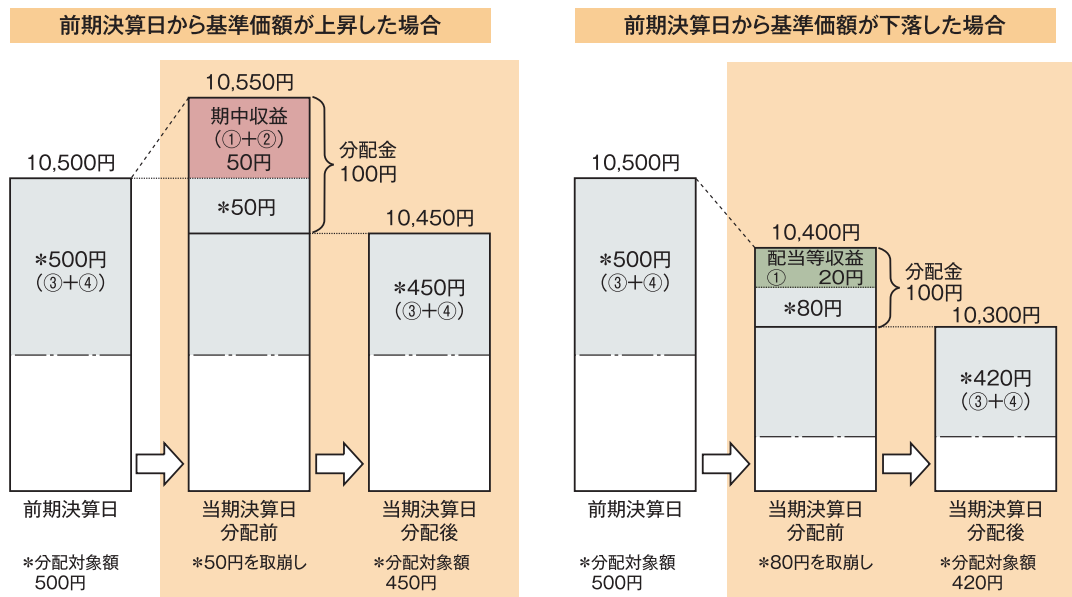 前期決算日から基準価額が上昇した場合
10,500円
*500円
(③+④)
前期決算日
*分配対象額
500円
10,550円
期中収益
(①+②)
50円
*50円
分配金
100円
当期決算日
分配前
*50円を取崩し
10,450円
*450円
(③+④)
当期決算日
分配後
*分配対象額
450円
前期決算日から基準価額が下落した場合
10,500円
*500円
(③+④)
前期決算日
*分配対象額
500円
10,400円
配当等収益
① 20円
*80円
分配金
100円
当期決算日
分配前
*80円を取崩し
10,300円
*420円
(③+④)
当期決算日
分配後
*分配対象額
420円